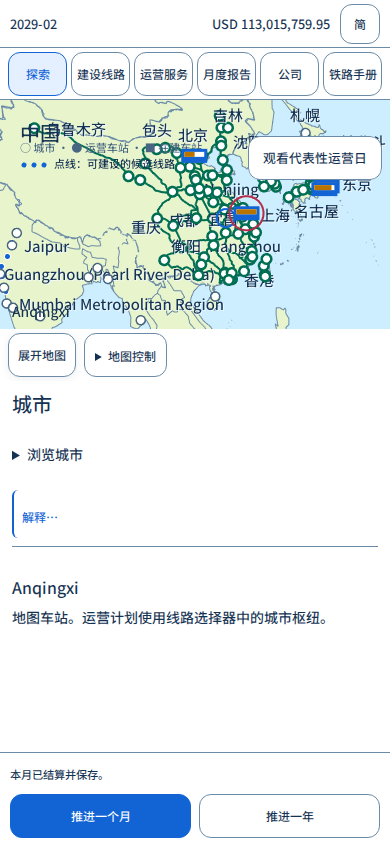 2029-02
USD 113,015,759.95
简
探索
建设线路
运营服务
月度报告
公司
铁路手册
中国
乌鲁木齐
包头
北京
吉林
札幌
城市 · 运营车站 ·
点线：可建设的候选线路
观看代表性运营日
东京
名古屋
上海
重庆
成都
衡阳
香港
Jaipur
Guangzhou (Pearl River Delta)
Mumbai Metropolitan Region
Anqingxi
展开地图
地图控制
城市
浏览城市
解释…
Anqingxi
地图车站。运营计划使用线路选择器中的城市枢纽。
本月已结算并保存。
推进一个月
推进一年